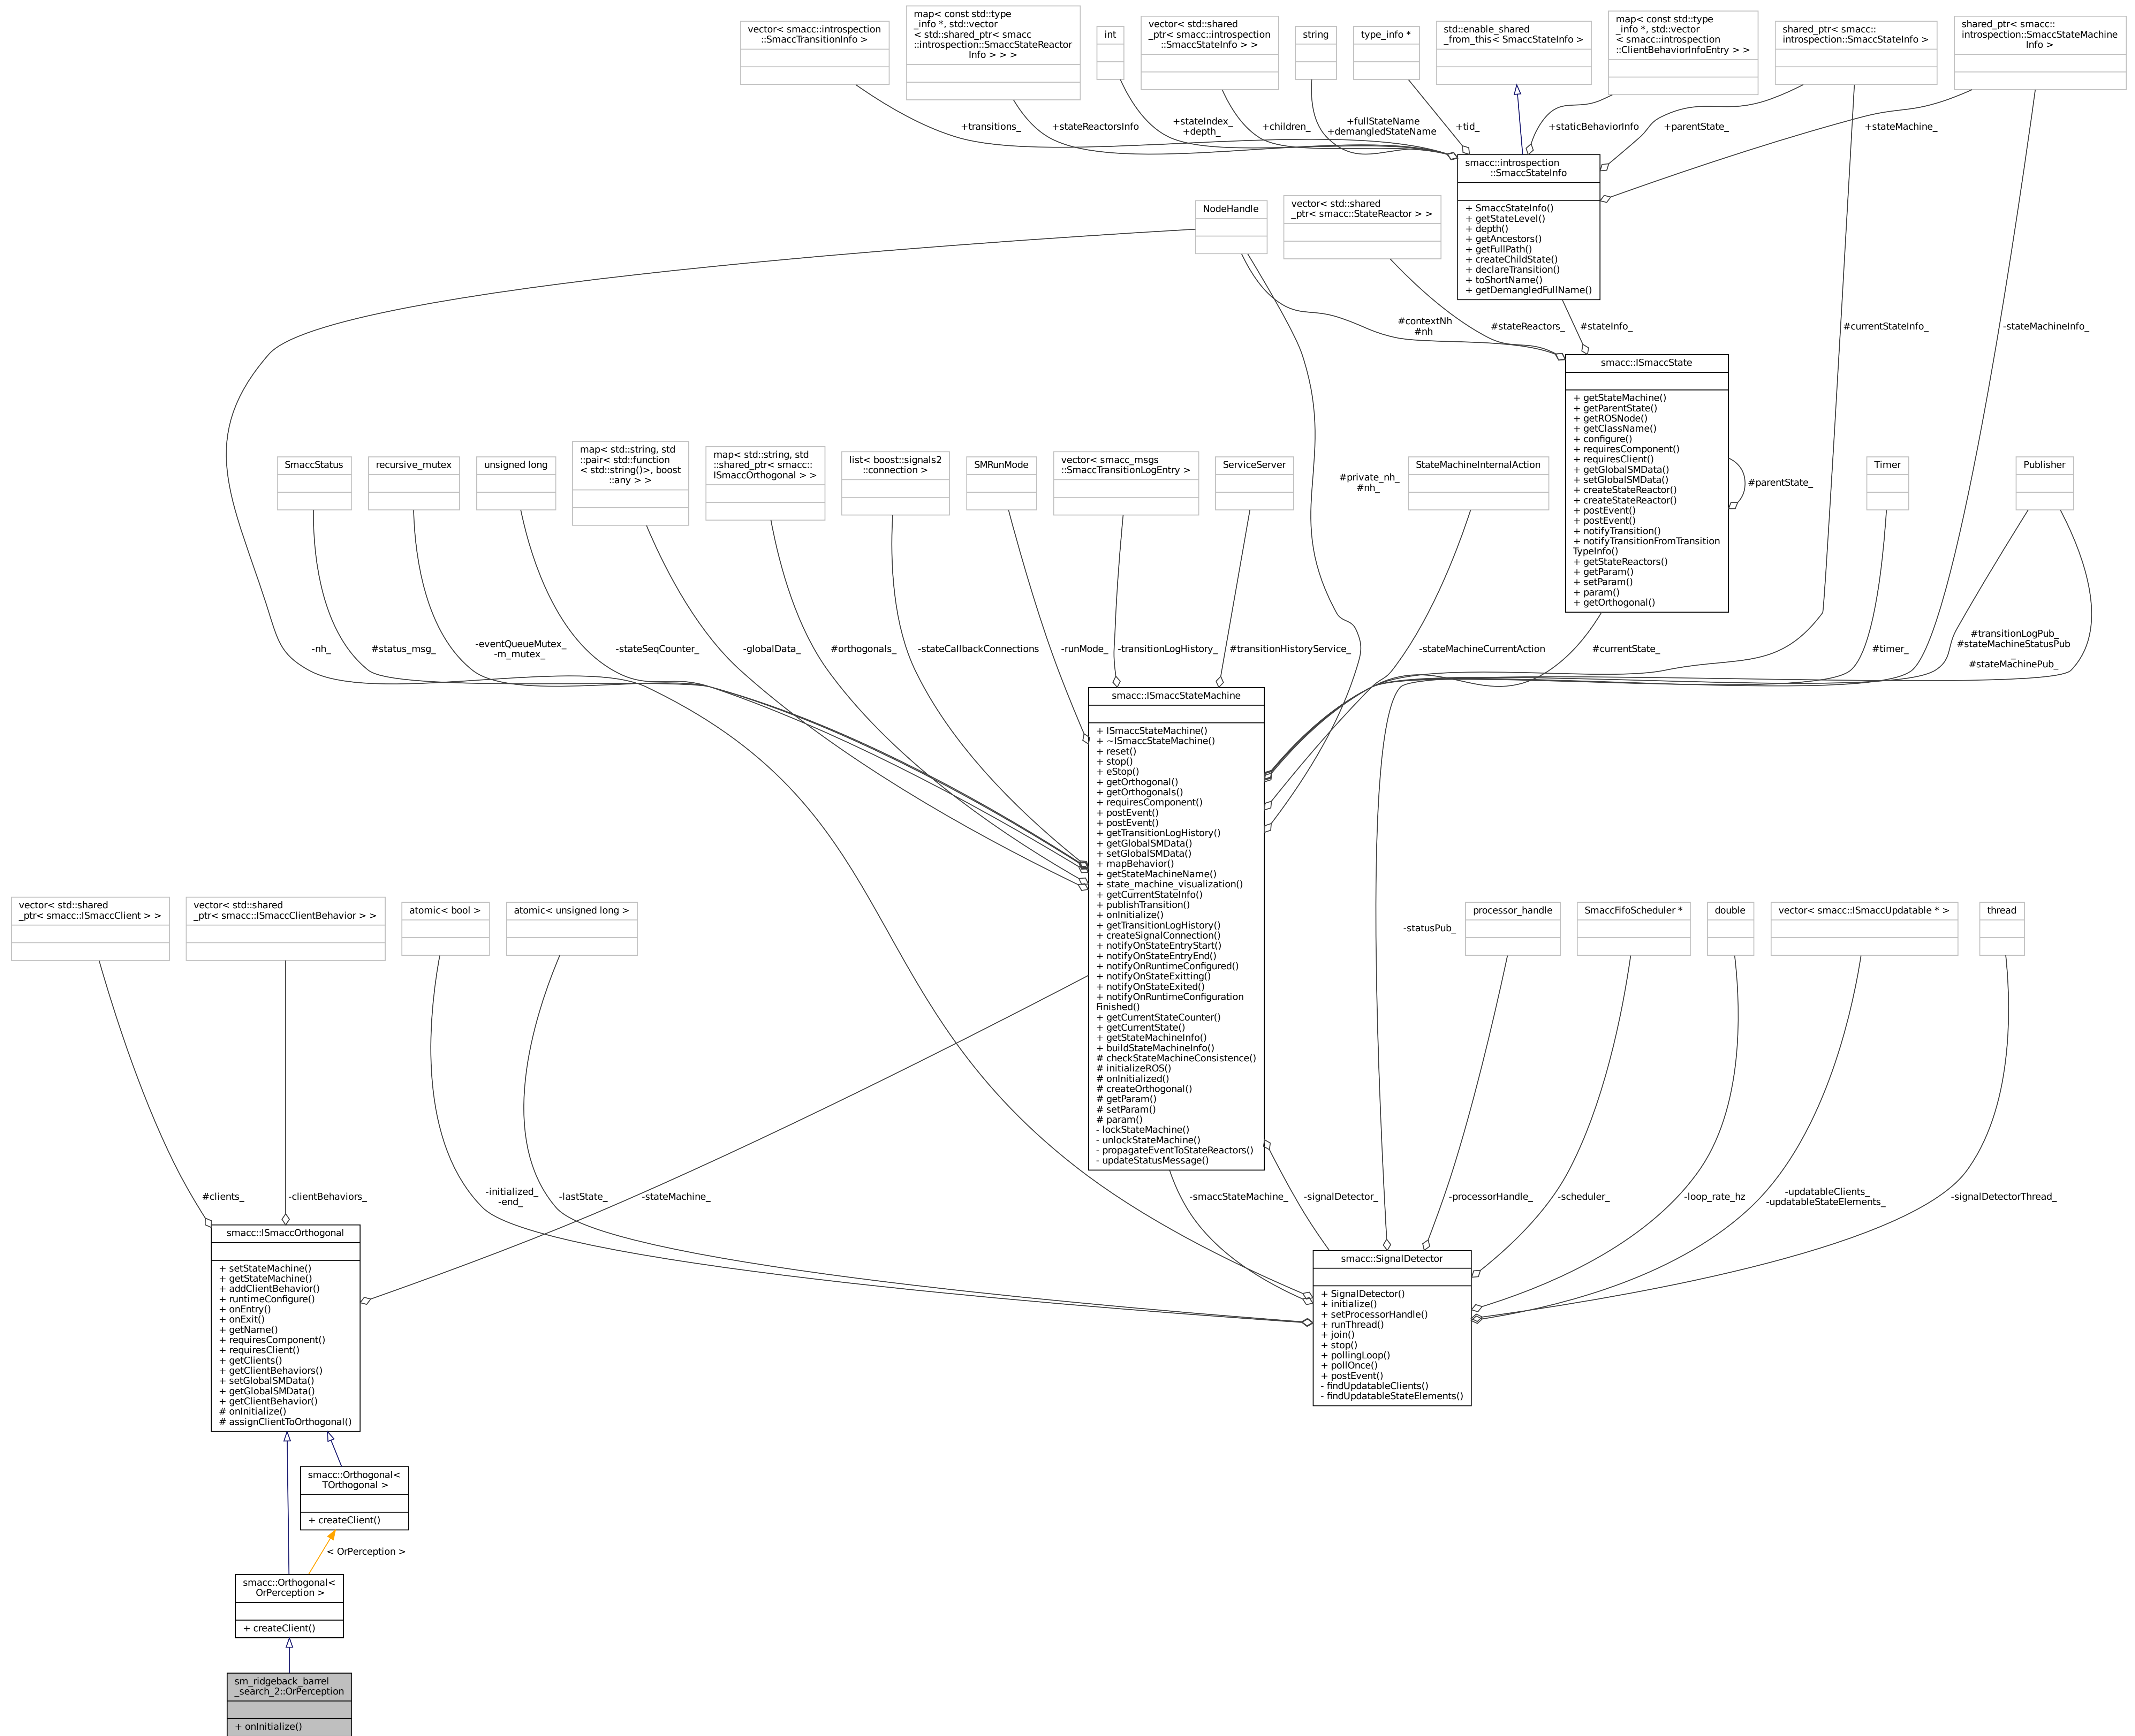 vector< smacc::introspection
::SmaccTransitionInfo >
map< const std::type
_info *, std::vector
< std::shared_ptr< smacc
::introspection::SmaccStateReactor
Info > > >
int
vector< std::shared
_ptr< smacc::introspection
::SmaccStateInfo > >
string
type_info *
std::enable_shared
_from_this< SmaccStateInfo >
map< const std::type
_info *, std::vector
< smacc::introspection
::ClientBehaviorInfoEntry > >
shared_ptr< smacc::
introspection::SmaccStateInfo >
shared_ptr< smacc::
introspection::SmaccStateMachine
Info >
+transitions_
+stateReactorsInfo
+stateIndex_
+depth_
+children_
+fullStateName
+demangledStateName
+tid_
+staticBehaviorInfo
+parentState_
+stateMachine_
smacc::introspection
::SmaccStateInfo
+ SmaccStateInfo()
+ getStateLevel()
+ depth()
+ getAncestors()
+ getFullPath()
+ createChildState()
+ declareTransition()
+ toShortName()
+ getDemangledFullName()
NodeHandle
vector< std::shared
_ptr< smacc::StateReactor > >
#contextNh
#nh
#stateReactors_
#stateInfo_
#currentStateInfo_
-stateMachineInfo_
smacc::ISmaccState
+ getStateMachine()
+ getParentState()
+ getROSNode()
+ getClassName()
+ configure()
+ requiresComponent()
+ requiresClient()
+ getGlobalSMData()
+ setGlobalSMData()
+ createStateReactor()
+ createStateReactor()
+ postEvent()
+ postEvent()
+ notifyTransition()
+ notifyTransitionFromTransition
TypeInfo()
+ getStateReactors()
+ getParam()
+ setParam()
+ param()
+ getOrthogonal()
#parentState_
SmaccStatus
recursive_mutex
unsigned long
map< std::string, std
::pair< std::function
< std::string()>, boost
::any > >
map< std::string, std
::shared_ptr< smacc::
ISmaccOrthogonal > >
list< boost::signals2
::connection >
SMRunMode
vector< smacc_msgs
::SmaccTransitionLogEntry >
ServiceServer
#private_nh_
#nh_
StateMachineInternalAction
Timer
Publisher
-nh_
#status_msg_
-eventQueueMutex_
-m_mutex_
-stateSeqCounter_
-globalData_
#orthogonals_
-stateCallbackConnections
-runMode_
-transitionLogHistory_
#transitionHistoryService_
-stateMachineCurrentAction
#currentState_
#timer_
#transitionLogPub_
#stateMachineStatusPub
_
#stateMachinePub_
smacc::ISmaccStateMachine
+ ISmaccStateMachine()
+ ~ISmaccStateMachine()
+ reset()
+ stop()
+ eStop()
+ getOrthogonal()
+ getOrthogonals()
+ requiresComponent()
+ postEvent()
+ postEvent()
+ getTransitionLogHistory()
+ getGlobalSMData()
+ setGlobalSMData()
+ mapBehavior()
+ getStateMachineName()
+ state_machine_visualization()
+ getCurrentStateInfo()
+ publishTransition()
+ onInitialize()
+ getTransitionLogHistory()
+ createSignalConnection()
+ notifyOnStateEntryStart()
+ notifyOnStateEntryEnd()
+ notifyOnRuntimeConfigured()
+ notifyOnStateExitting()
+ notifyOnStateExited()
+ notifyOnRuntimeConfiguration
Finished()
+ getCurrentStateCounter()
+ getCurrentState()
+ getStateMachineInfo()
+ buildStateMachineInfo()
# checkStateMachineConsistence()
# initializeROS()
# onInitialized()
# createOrthogonal()
# getParam()
# setParam()
# param()
- lockStateMachine()
- unlockStateMachine()
- propagateEventToStateReactors()
- updateStatusMessage()
vector< std::shared
_ptr< smacc::ISmaccClient > >
vector< std::shared
_ptr< smacc::ISmaccClientBehavior > >
atomic< bool >
atomic< unsigned long >
-statusPub_
processor_handle
SmaccFifoScheduler *
double
vector< smacc::ISmaccUpdatable * >
thread
#clients_
-clientBehaviors_
-initialized_
-end_
-lastState_
-stateMachine_
-smaccStateMachine_
-signalDetector_
-processorHandle_
-scheduler_
-loop_rate_hz
-updatableClients_
-updatableStateElements_
-signalDetectorThread_
smacc::ISmaccOrthogonal
+ setStateMachine()
+ getStateMachine()
+ addClientBehavior()
+ runtimeConfigure()
+ onEntry()
+ onExit()
+ getName()
+ requiresComponent()
+ requiresClient()
+ getClients()
+ getClientBehaviors()
+ setGlobalSMData()
+ getGlobalSMData()
+ getClientBehavior()
# onInitialize()
# assignClientToOrthogonal()
smacc::SignalDetector
+ SignalDetector()
+ initialize()
+ setProcessorHandle()
+ runThread()
+ join()
+ stop()
+ pollingLoop()
+ pollOnce()
+ postEvent()
- findUpdatableClients()
- findUpdatableStateElements()
smacc::Orthogonal<
TOrthogonal >
+ createClient()
< OrPerception >
smacc::Orthogonal<
OrPerception >
+ createClient()
sm_ridgeback_barrel
_search_2::OrPerception
+ onInitialize()